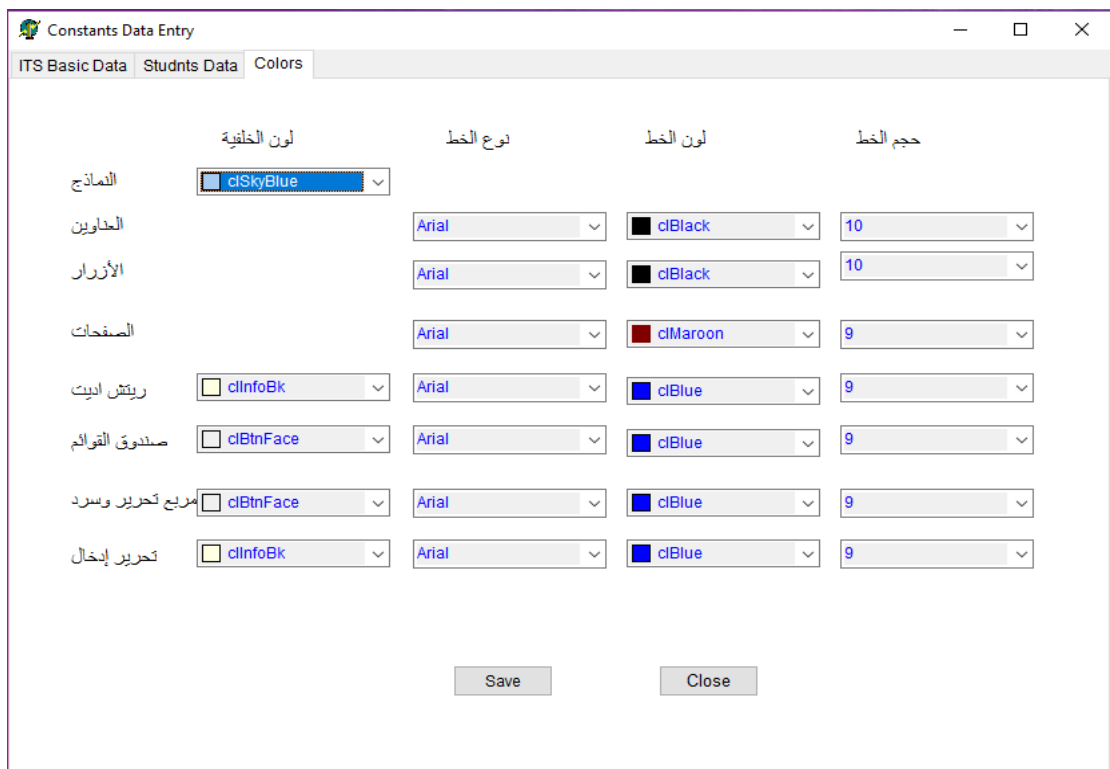 Constants Data Entry
ITS Basic Data Studnts Data Colors
لون الخلفية نوع الخط لون الخط حجم الخط
النماذج clSkyBlue
العناوين Arial clBlack 10
الأزرار Arial clBlack 10
الصفحات Arial clMaroon 9
ريتش اديت clInfoBk Arial clBlue 9
صندوق القوائم clBtnFace Arial clBlue 9
مربع تحرير وسرد clBtnFace Arial clBlue 9
تحرير إدخال clInfoBk Arial clBlue 9
Save Close